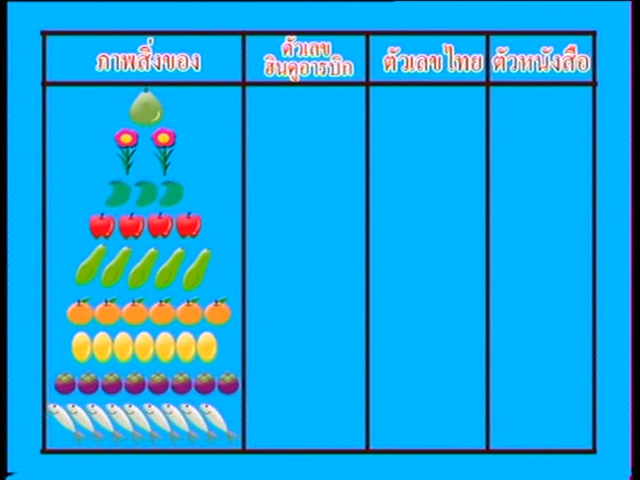 ภาพสิ่งของ
ตัวเลข
ฮินดูอารบิก
ตัวเลขไทย
ตัวหนังสือ